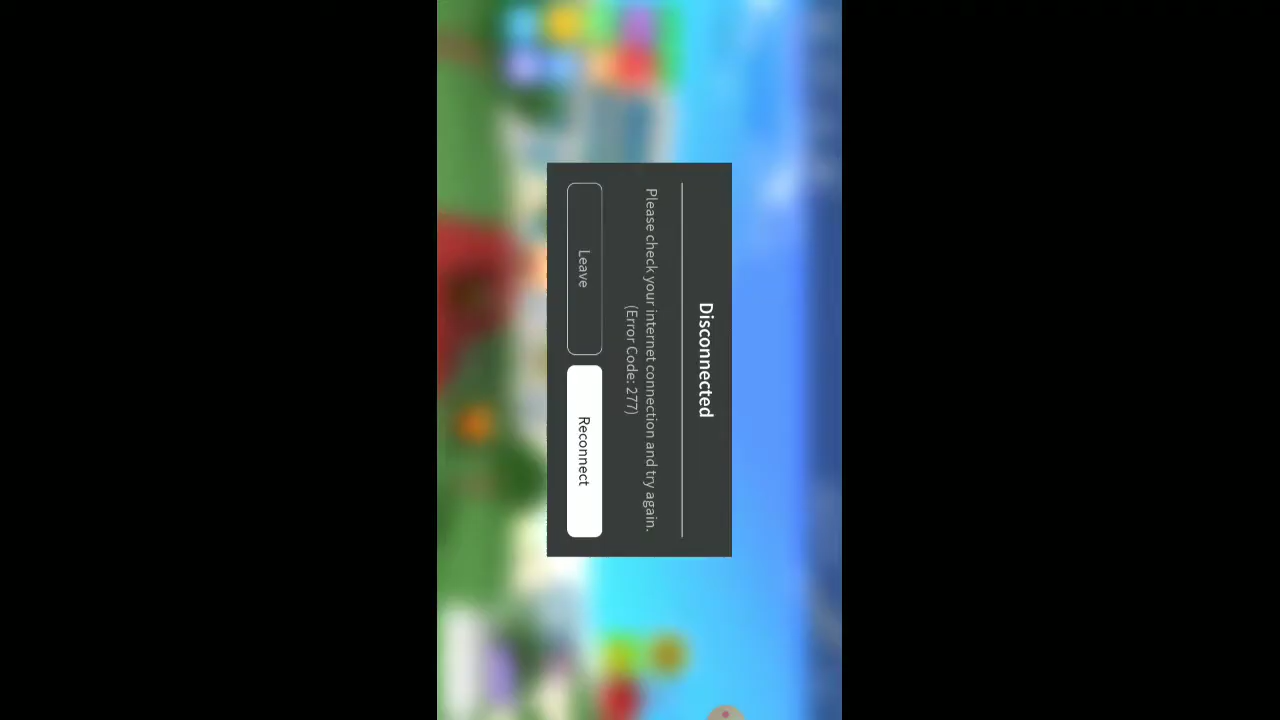 Disconnected
Please check your internet connection and try again.
(Error Code: 277)
Leave
Reconnect